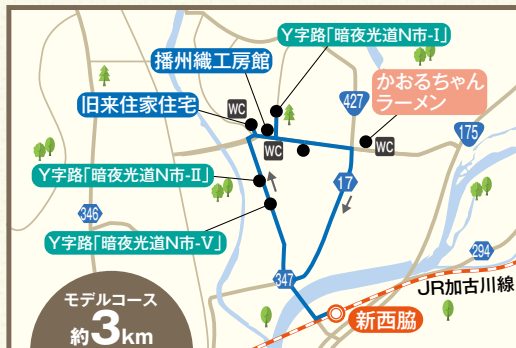 Y字路「暗夜光道N市-Ⅰ」
播州織工房館
かおるちゃん
ラーメン
旧来住家住宅
WC
427
WC
WC
175
Y字路「暗夜光道N市-Ⅱ」
17
346
Y字路「暗夜光道N市-Ⅴ」
294
347
JR加古川線
モデルコース
約3km
新西脇